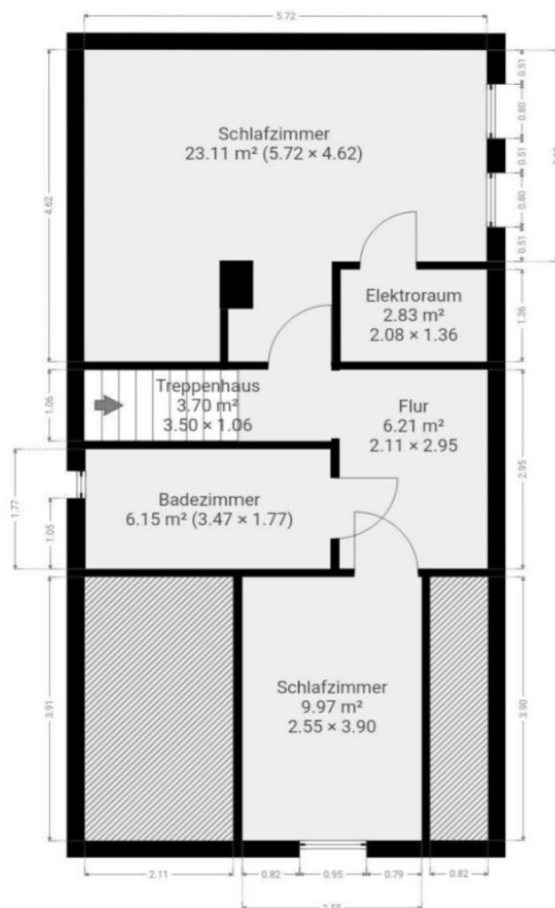 5.72
0.51
0.80
Schlafzimmer
23.11 m² (5.72 × 4.62)
0.51
4.62
0.80
0.51
Elektroraum
2.83 m²
2.08 × 1.36
1.36
Treppenhaus
3.70 m²
3.50 × 1.06
1.06
Flur
6.21 m²
2.11 × 2.95
2.95
1.77
Badezimmer
6.15 m² (3.47 × 1.77)
1.05
Schlafzimmer
9.97 m²
2.55 × 3.90
3.91
3.90
2.11
0.82
0.95
0.79
0.82